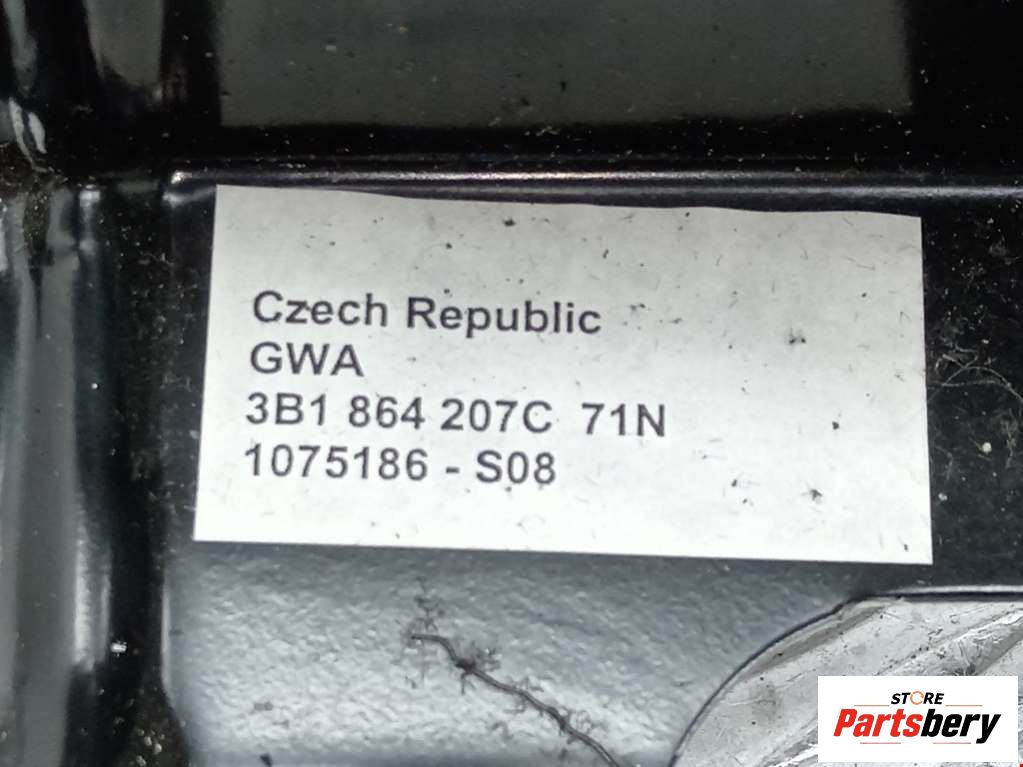 Czech Republic
GWA
3B1 864 207C 71N
1075186 - S08
STORE
Partsbery